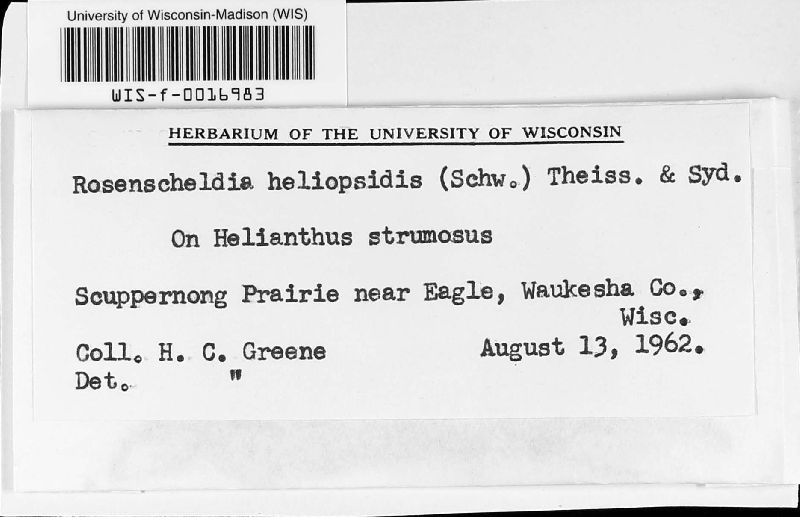 University of Wisconsin-Madison (WIS)
WIS-f-0016983
HERBARIUM OF THE UNIVERSITY OF WISCONSIN
Rosenscheldia heliopsidis (Schw.) Theiss. & Syd.
On Helianthus strumosus
Scuppernong Prairie near Eagle, Waukesha Co.,
Wisc.
Coll. H. C. Greene August 13, 1962.
Det. "